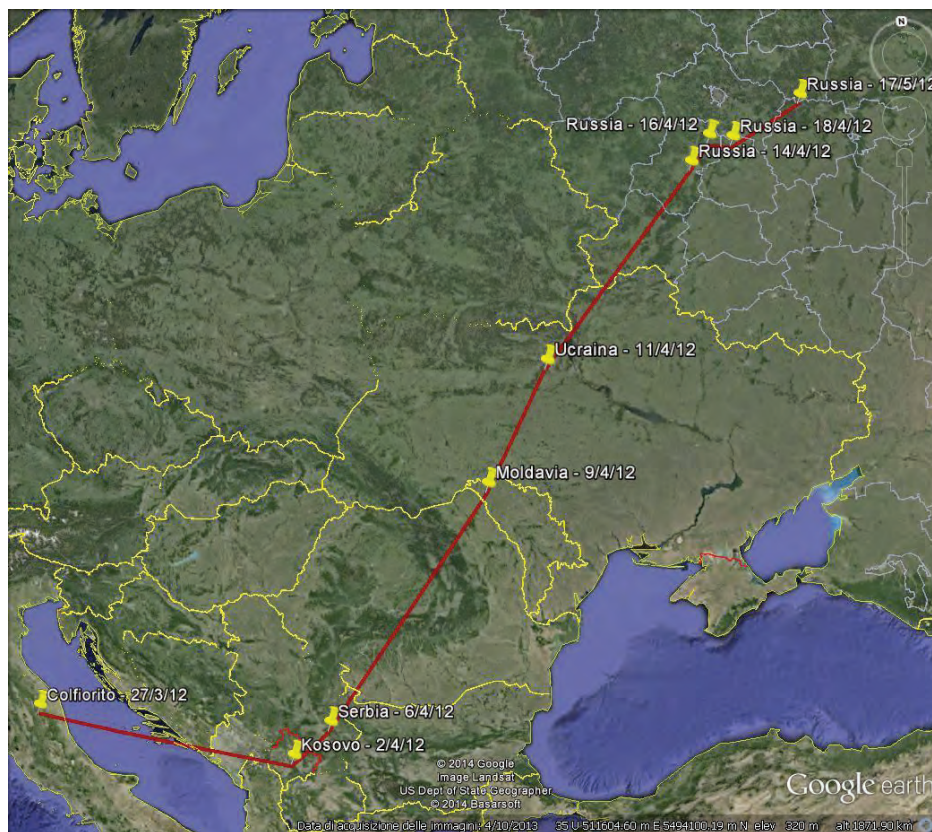 N
Russia - 17/5/12
Russia - 16/4/12
Russia - 18/4/12
Russia - 14/4/12
Ucraina - 11/4/12
Moldavia - 9/4/12
Colfiorito - 27/3/12
Serbia - 6/4/12
Kosovo - 2/4/12
© 2014 Google
Image Landsat
US Dept of State Geographer
© 2014 Basarsoft
Google earth
Data di acquisizione delle immagini: 4/10/2013 35 U 511604.60 m E 5494100.19 m N elev 320 m alt 1871.90 km